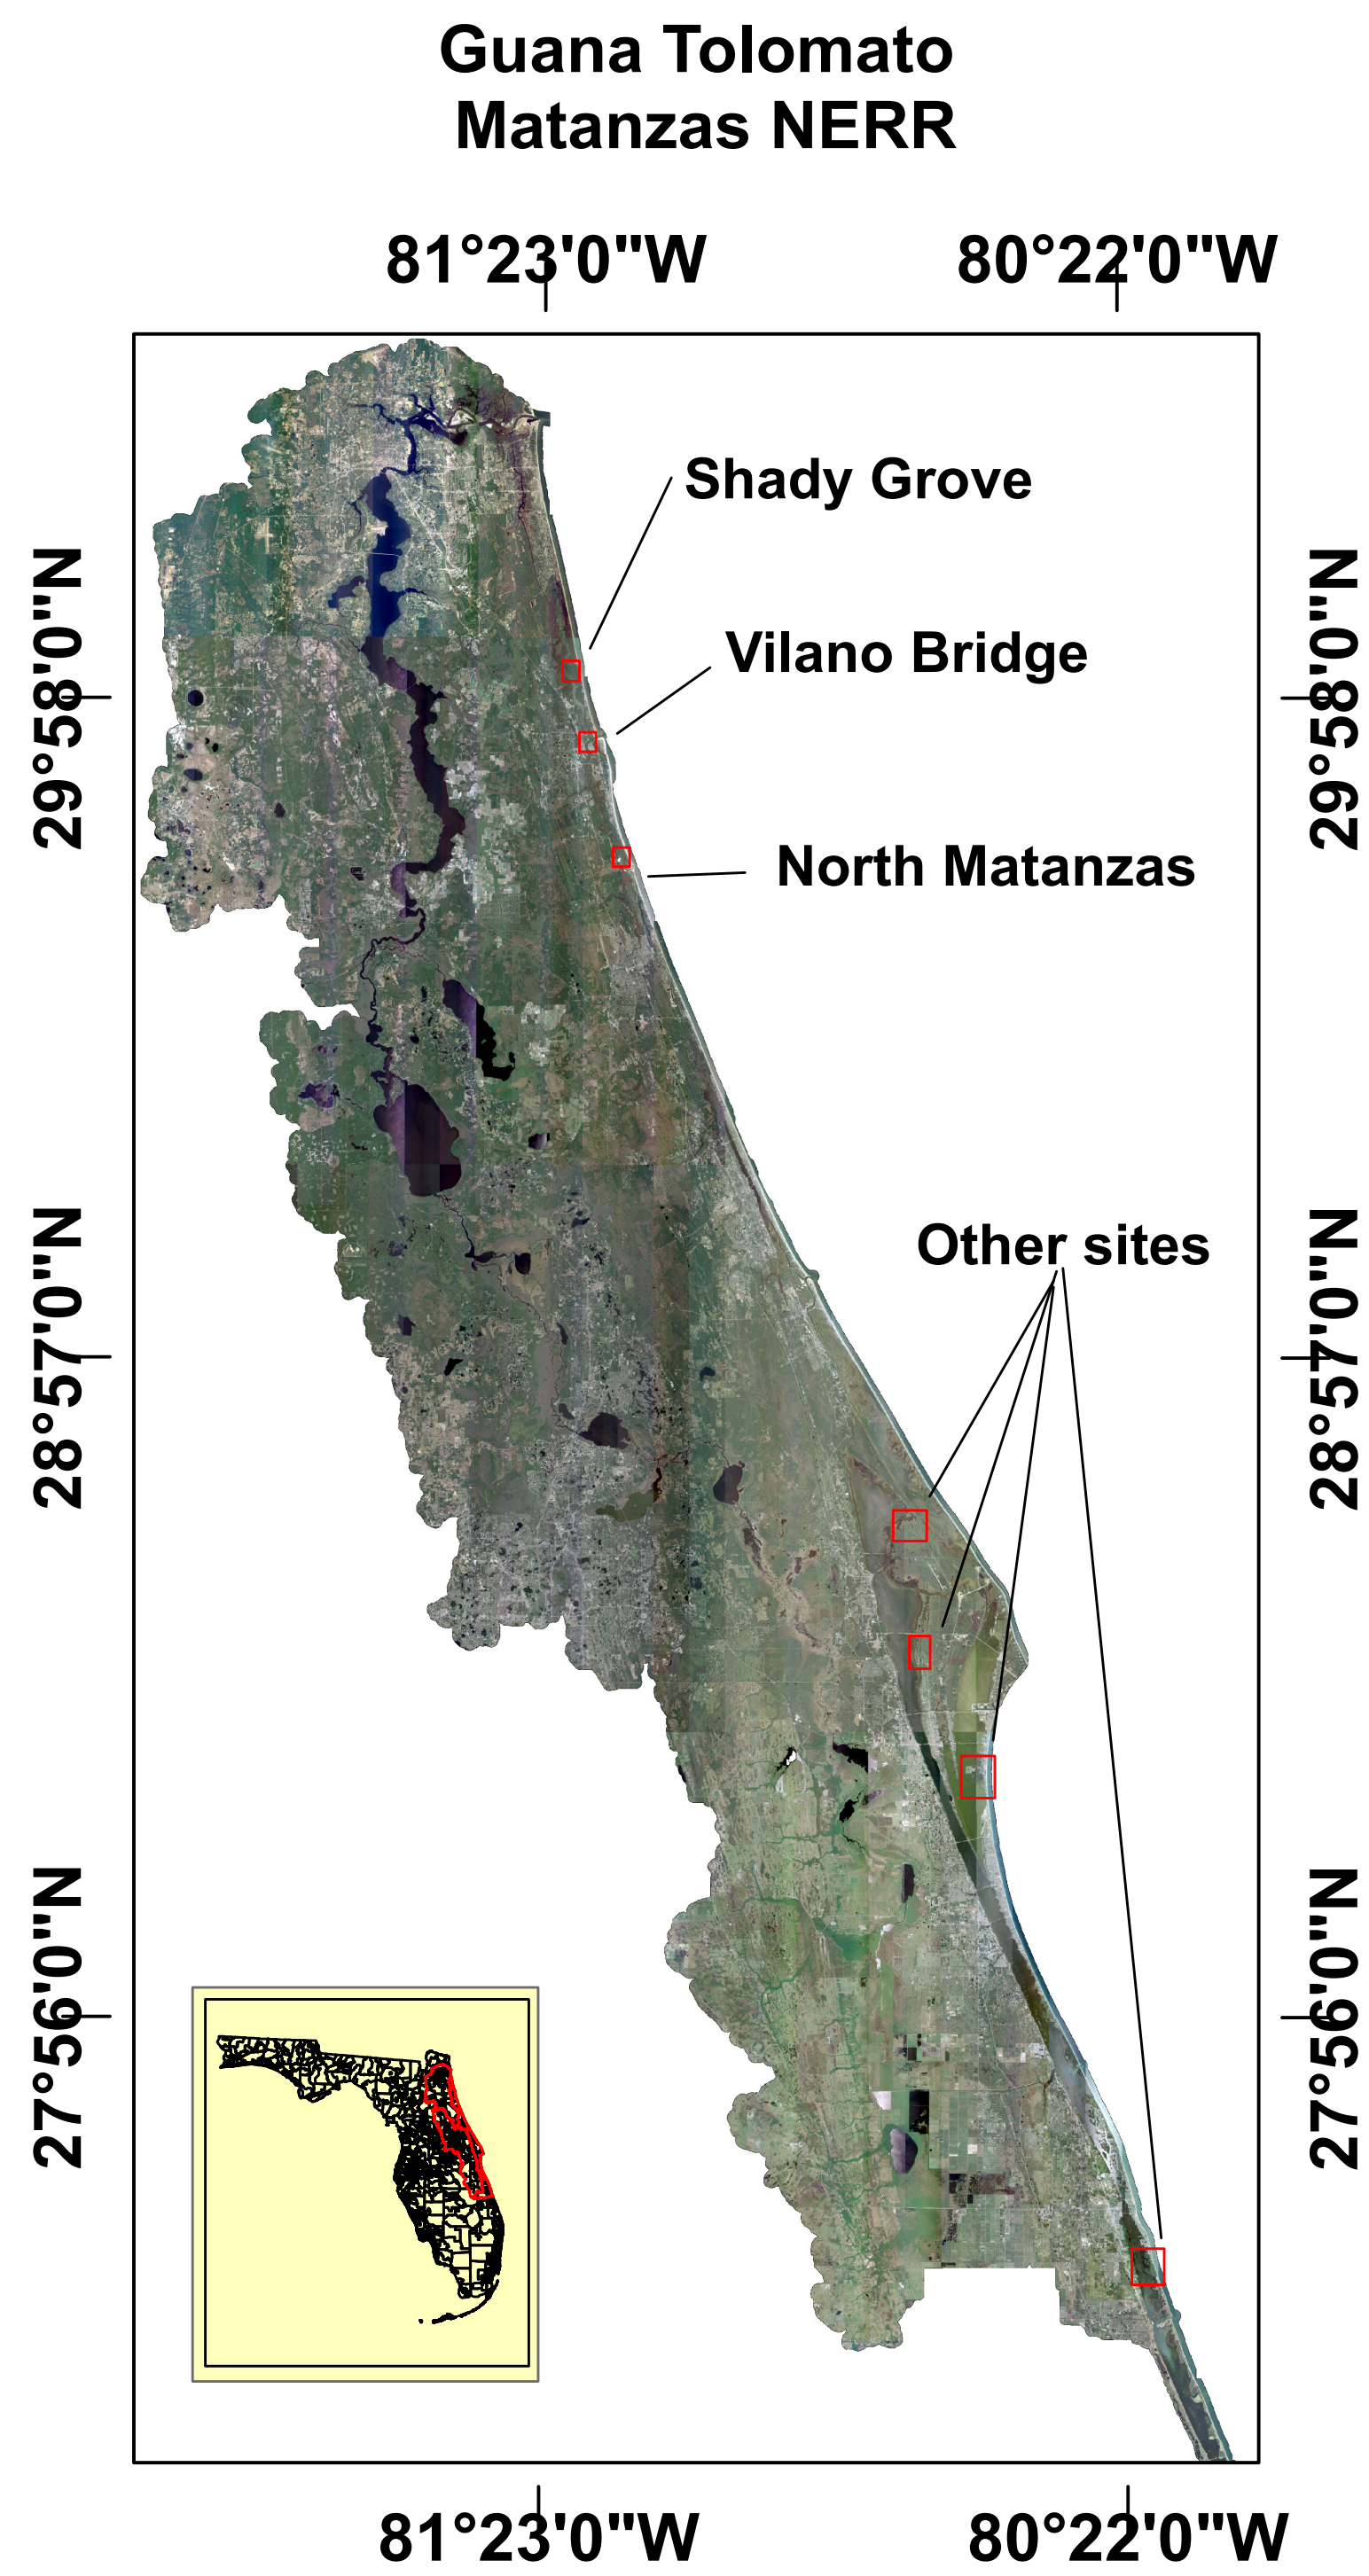 Guana Tolomato
Matanzas NERR
81°23'0"W
80°22'0"W
Shady Grove
Vilano Bridge
North Matanzas
29°58'0"N
29°58'0"N
Other sites
28°57'0"N
28°57'0"N
27°56'0"N
27°56'0"N
81°23'0"W
80°22'0"W